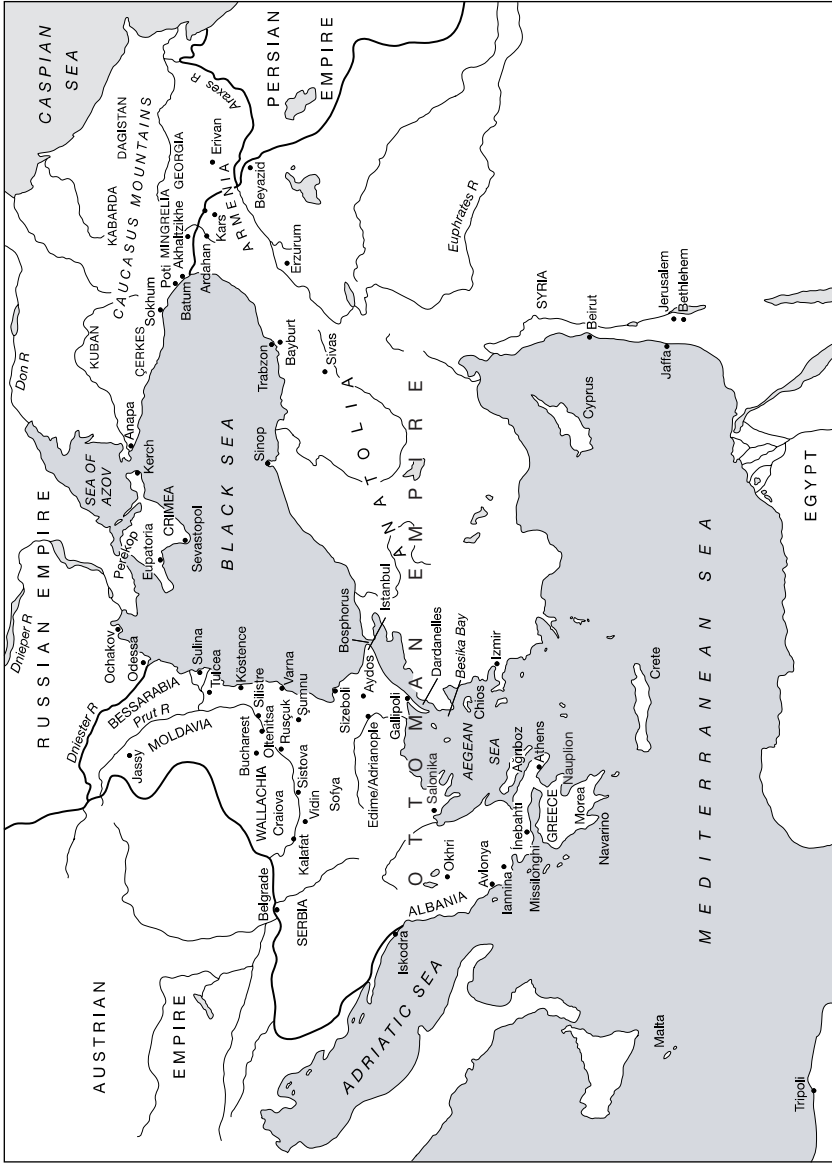 CASPIAN
SEA
PERSIAN
EMPIRE
Araxes R
DAGISTAN
KABARDA
CAUCASUS MOUNTAINS
GEORGIA
MINGRELIA
Erivan
Beyazid
ARMENIA
Kars
Ardahan
Akhaltzikhe
Poti
Batum
Sokhum
KUBAN
ÇERKES
Don R
Erzurum
Euphrates R
Trabzon
Bayburt
Sivas
Sinop
SYRIA
Beirut
Jerusalem
Bethlehem
Jaffa
Cyprus
Anapa
Kerch
SEA OF
AZOV
CRIMEA
Perekop
Eupatoria
Sevastopol
BLACK SEA
RUSSIAN EMPIRE
Dnieper R
Ochakov
Odessa
Dniester R
BESSARABIA
Prut R
MOLDAVIA
Jassy
Sulina
Tulcea
Köstence
Silistre
Varna
Şumnu
Oltenitsa
Rusçuk
Bucharest
WALLACHIA
Sistova
Craiova
Vidin
Kalafat
Sofya
Sizeboli
Aydos
Edirne/Adrianople
Bosphorus
Istanbul
Gallipoli
Dardanelles
Besika Bay
Izmir
Chios
AEGEAN
SEA
Salonika
Ağriboz
Athens
Nauplion
GREECE
Morea
Navarino
İnebahti
Missilonghi
Iannina
Avlonya
Okhri
ALBANIA
Iskodra
SERBIA
Belgrade
AUSTRIAN
EMPIRE
ADRIATIC SEA
OTTOMAN EMPIRE
ANATOLIA
Crete
MEDITERRANEAN SEA
EGYPT
Malta
Tripoli